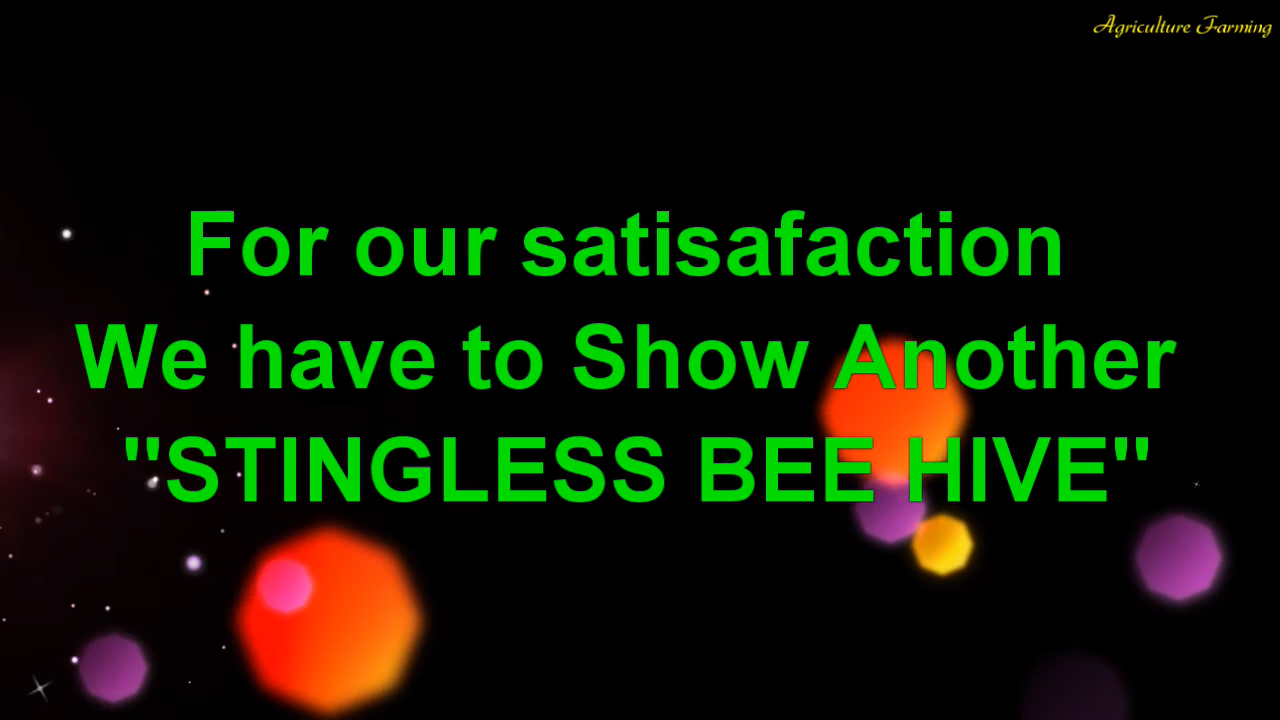 Agriculture Farming
For our satisafaction
We have to Show Another
"STINGLESS BEE HIVE"